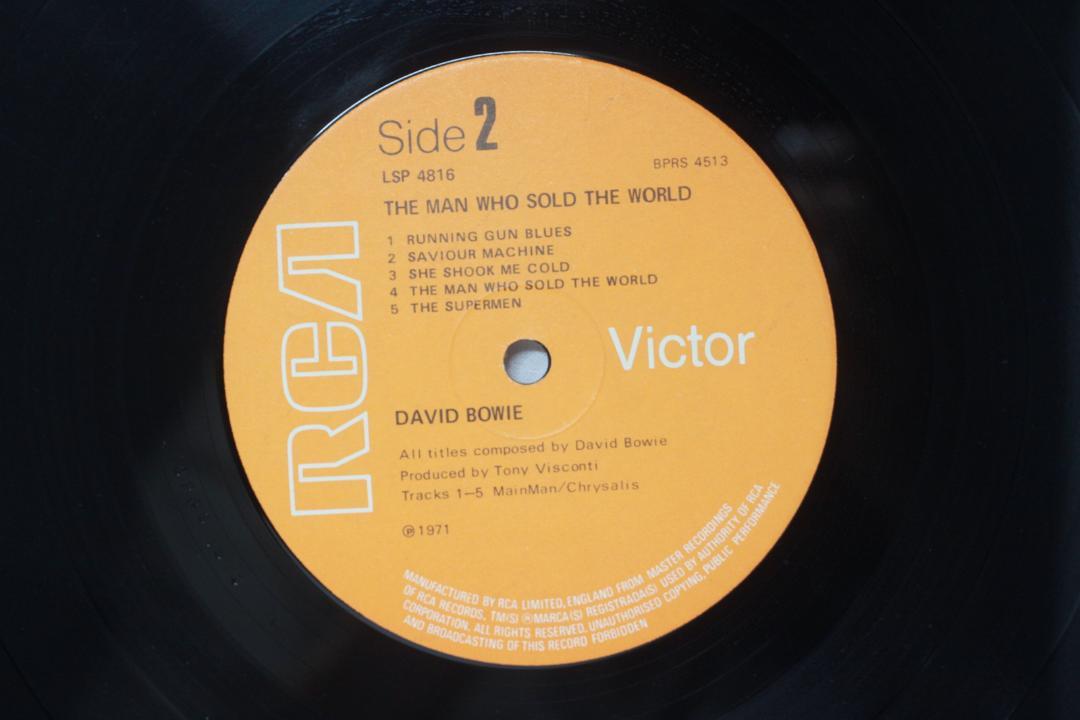 Side 2
LSP 4816
BPRS 4513
THE MAN WHO SOLD THE WORLD
1 RUNNING GUN BLUES
2 SAVIOUR MACHINE
3 SHE SHOOK ME COLD
4 THE MAN WHO SOLD THE WORLD
5 THE SUPERMEN
RCA
Victor
DAVID BOWIE
All titles composed by David Bowie
Produced by Tony Visconti
Tracks 1—5 MainMan/Chrysalis
℗1971
MANUFACTURED BY RCA LIMITED, ENGLAND FROM MASTER RECORDINGS
OF RCA RECORDS. TM(S) ®MARCA(S) REGISTRADA(S) USED BY AUTHORITY OF RCA
CORPORATION. ALL RIGHTS RESERVED. UNAUTHORISED COPYING, PUBLIC PERFORMANCE
AND BROADCASTING OF THIS RECORD FORBIDDEN